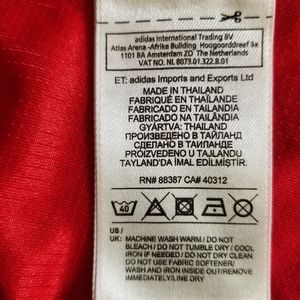 adidas International Trading BV
Atlas Arena -Afrika Building Hoogoorddreef 9a
1101 BA Amsterdam ZO The Netherlands
VAT NO. NL 8073.01.322.B.01
ET: adidas Imports and Exports Ltd
MADE IN THAILAND
FABRIQUÉ EN THAÏLANDE
FABRICADO EN TAILANDIA
FABRICADO NA TAILÂNDIA
GYÁRTVA: THAILAND
ПРОИЗВЕДЕНО В ТАЙЛАНД
СДЕЛАНО В ТАИЛАНДЕ
PROIZVEDENO U TAJLANDU
TAYLAND'DA İMAL EDİLMİŞTİR.
RN# 88387 CA# 40312
40
US /
UK: MACHINE WASH WARM / DO NOT
BLEACH / DO NOT TUMBLE DRY / COOL
IRON IF NEEDED / DO NOT DRY CLEAN
DO NOT USE FABRIC SOFTENER/
WASH AND IRON INSIDE OUT/REMOVE
IMMEDIATELY/LINE DRY